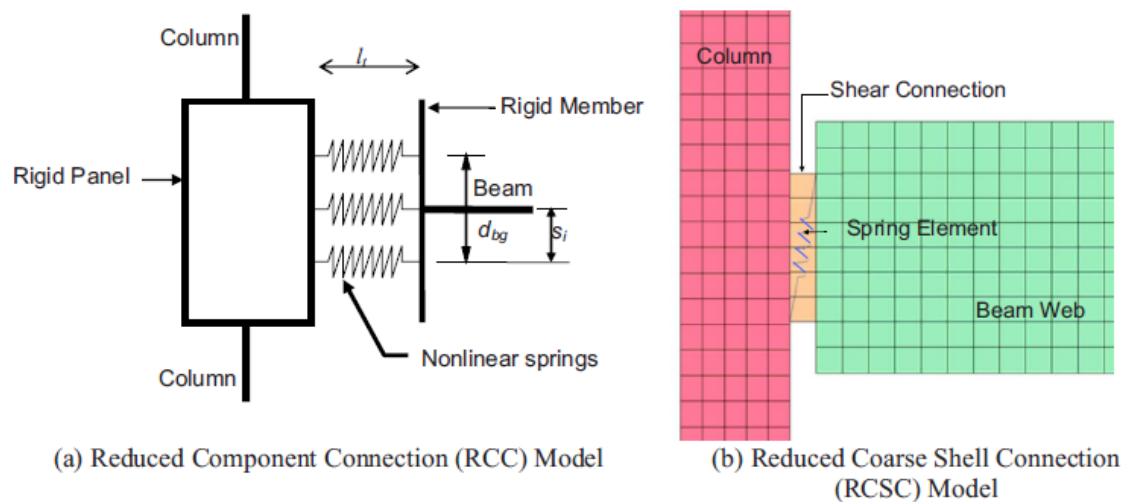 Column
l_t
Rigid Member
Rigid Panel
Beam
d_bg
s_i
Nonlinear springs
Column
(a) Reduced Component Connection (RCC) Model
Column
Shear Connection
Spring Element
Beam Web
(b) Reduced Coarse Shell Connection
(RCSC) Model